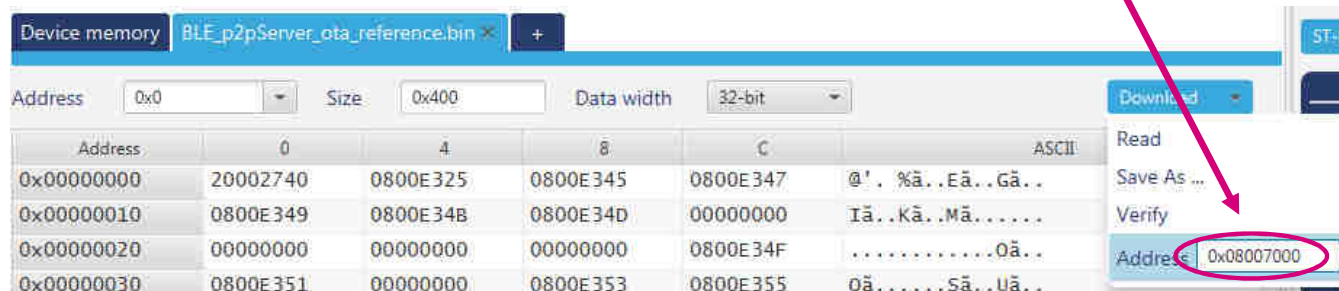 Device memory BLE_p2pServer_ota_reference.bin × +
ST-
Address 0x0 Size 0x400 Data width 32-bit Download
Address 0 4 8 C ASCII
Read
0x00000000 20002740 0800E325 0800E345 0800E347 @'. %ã..Eã..Gã..
Save As ...
0x00000010 0800E349 0800E34B 0800E34D 00000000 Iã..Kã..Mã......
Verify
0x00000020 00000000 00000000 00000000 0800E34F ............Oã..
Address 0x08007000
0x00000030 0800E351 00000000 0800E353 0800E355 Qã......Sã..Uã..